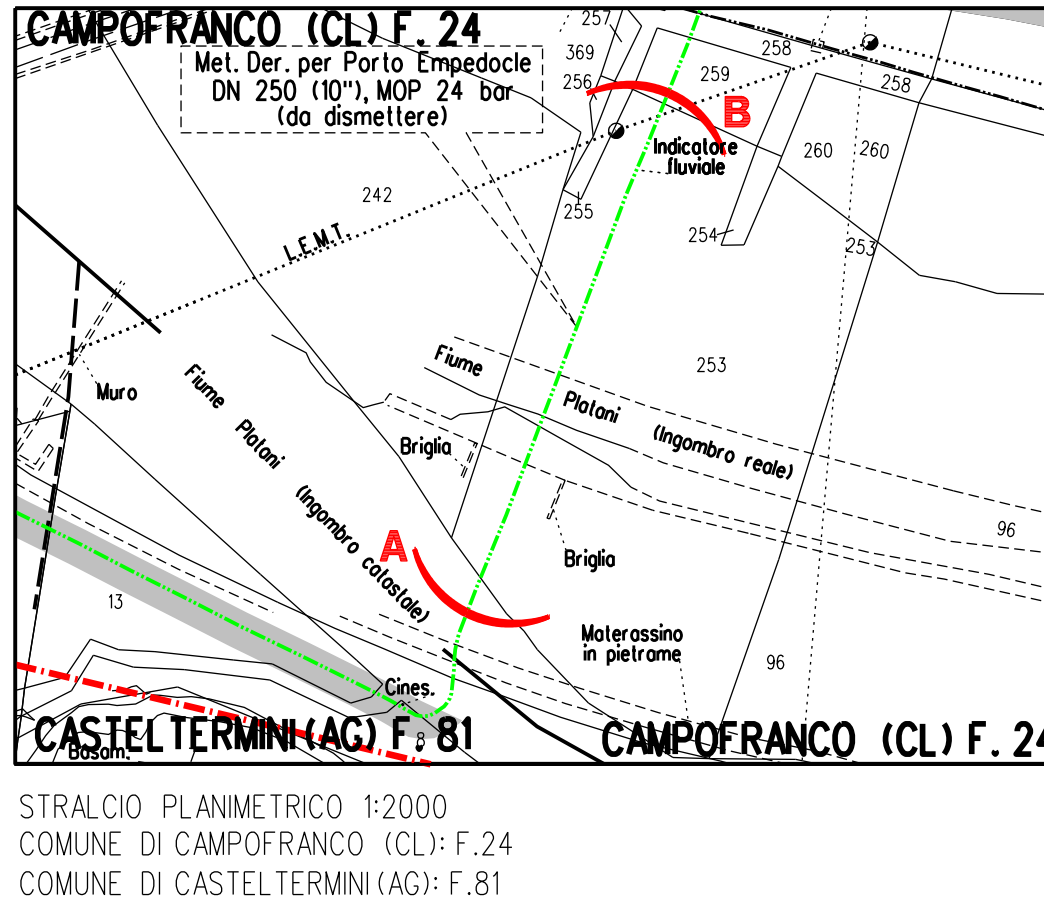 CAMPOFRANCO (CL) F. 24
Met. Der. per Porto Empedocle
DN 250 (10"), MOP 24 bar
(da dismettere)
257
369
256
258
259
258
B
Indicatore
fluviale
260
260
242
255
254
253
L.E.M.T.
253
Muro
Fiume Platani (Ingombro catastale)
Fiume Platani (Ingombro reale)
Briglia
96
A
Briglia
13
Materassino
in pietrame
96
Cines.
8
CASTELTERMINI (AG) F. 81
Basam.
CAMPOFRANCO (CL) F. 24
STRALCIO PLANIMETRICO 1:2000
COMUNE DI CAMPOFRANCO (CL): F.24
COMUNE DI CASTELTERMINI (AG): F.81